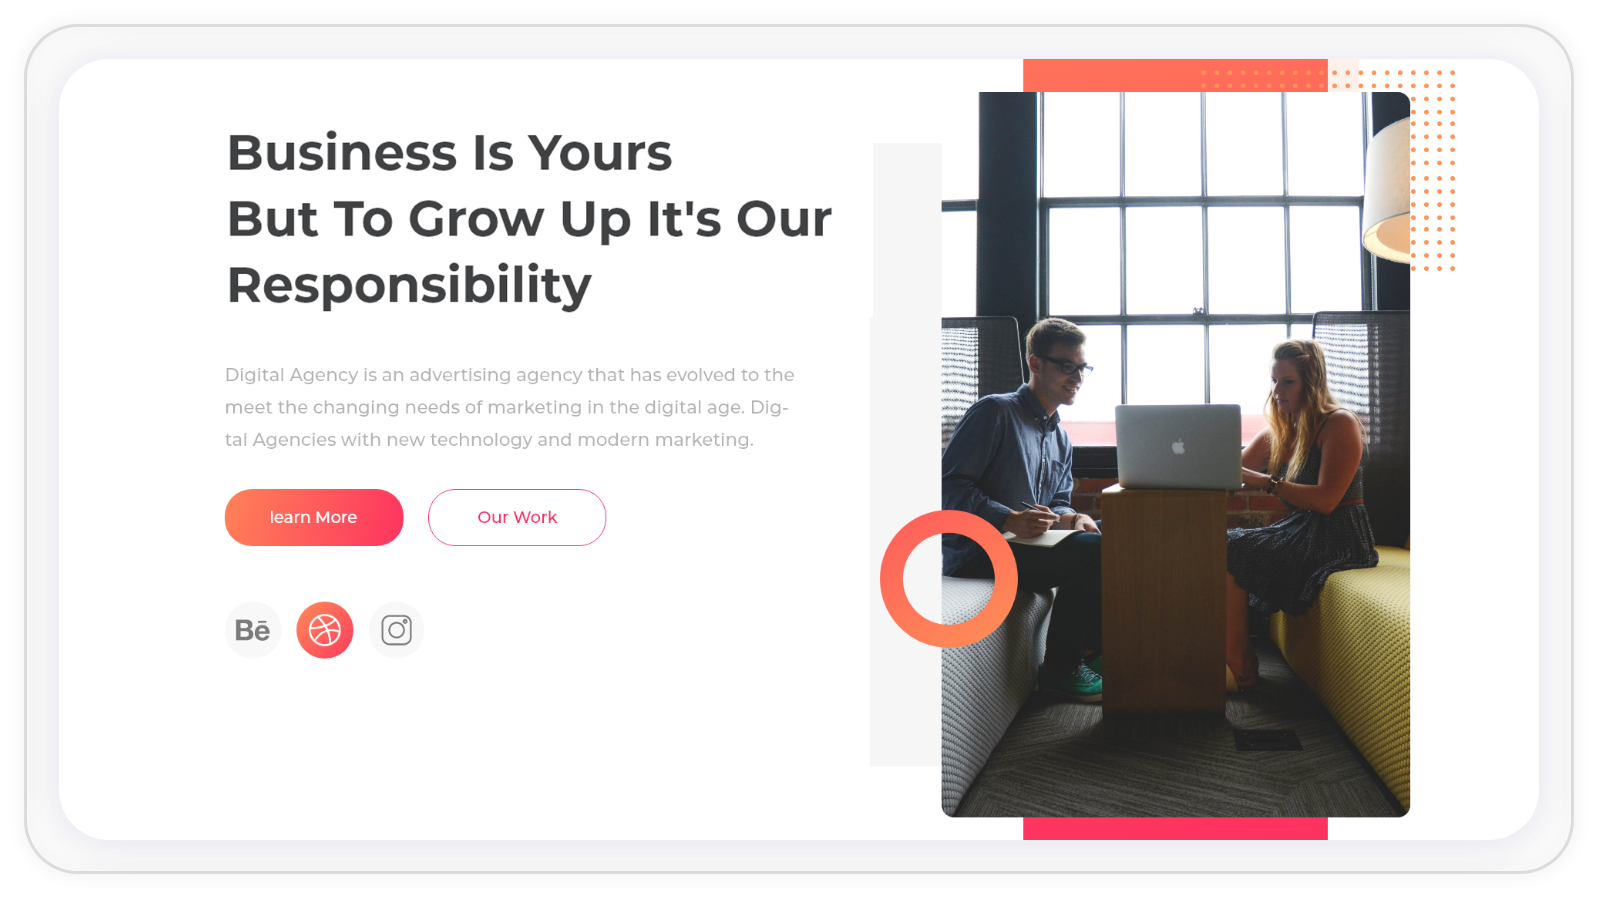 Business Is Yours
But To Grow Up It's Our
Responsibility
Digital Agency is an advertising agency that has evolved to the
meet the changing needs of marketing in the digital age. Dig-
tal Agencies with new technology and modern marketing.
learn More
Our Work
Bē